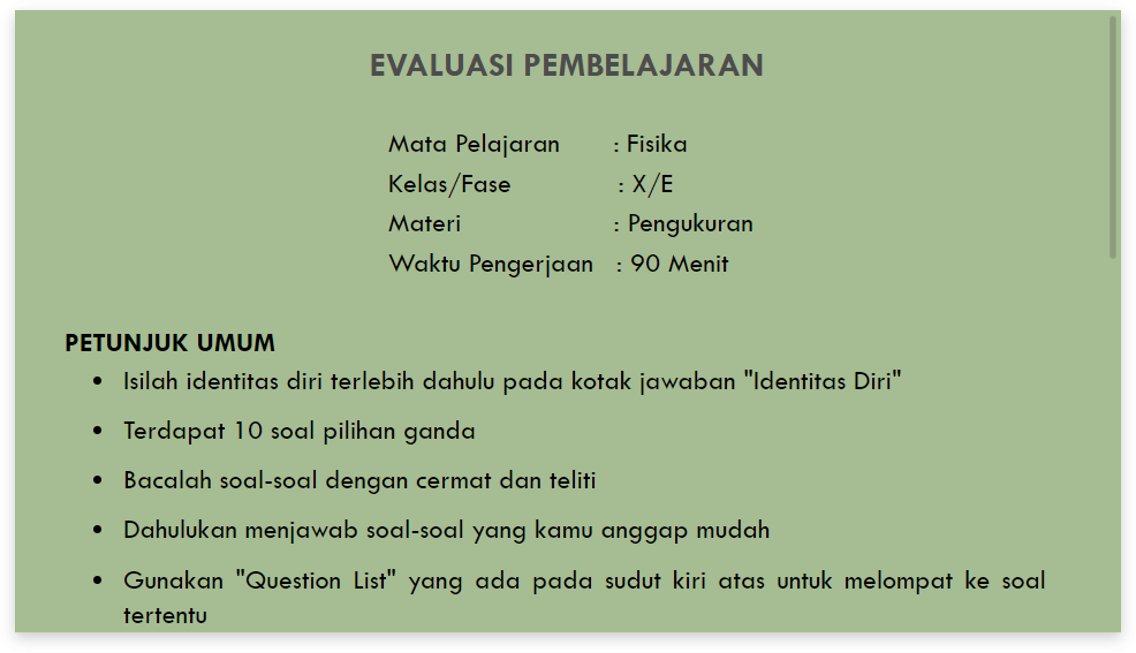 EVALUASI PEMBELAJARAN
Mata Pelajaran : Fisika
Kelas/Fase : X/E
Materi : Pengukuran
Waktu Pengerjaan : 90 Menit
PETUNJUK UMUM
• Isilah identitas diri terlebih dahulu pada kotak jawaban "Identitas Diri"
• Terdapat 10 soal pilihan ganda
• Bacalah soal-soal dengan cermat dan teliti
• Dahulukan menjawab soal-soal yang kamu anggap mudah
• Gunakan "Question List" yang ada pada sudut kiri atas untuk melompat ke soal
tertentu